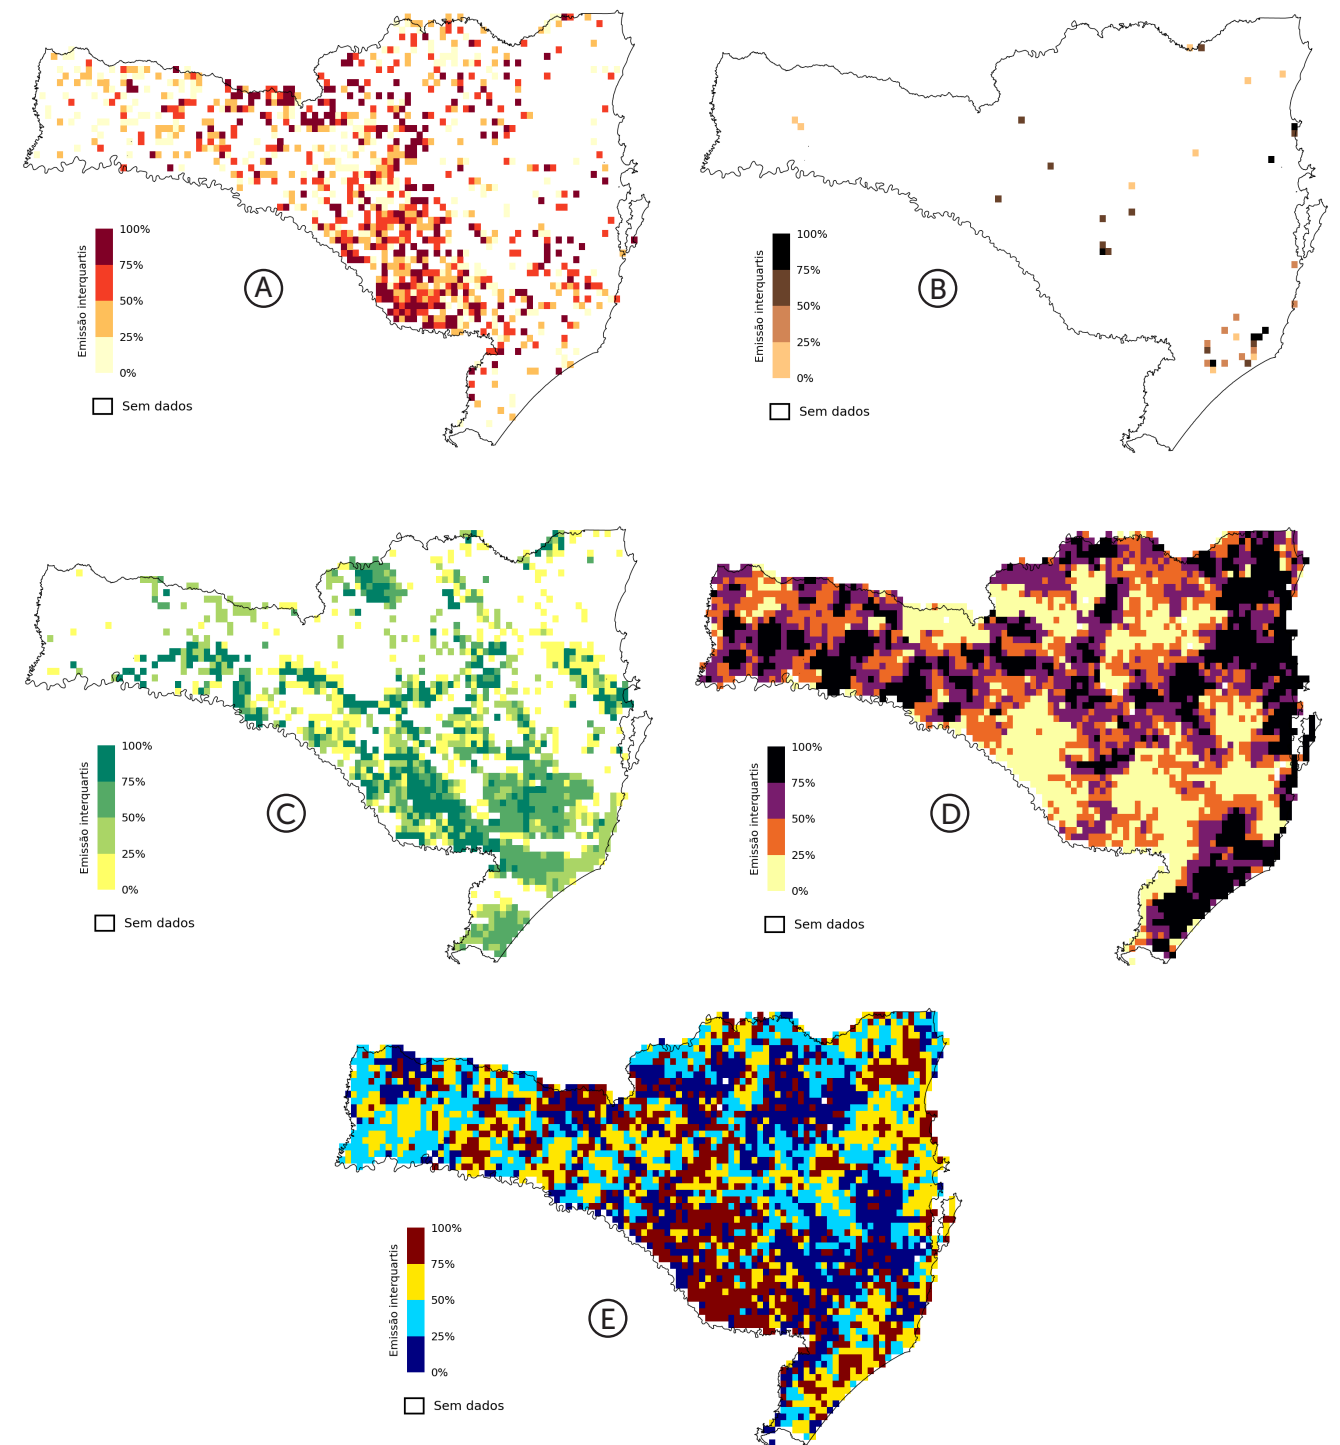 100%
75%
50%
25%
0%
Emissão interquartis
Sem dados
A
100%
75%
50%
25%
0%
Emissão interquartis
Sem dados
B
100%
75%
50%
25%
0%
Emissão interquartis
Sem dados
C
100%
75%
50%
25%
0%
Emissão interquartis
Sem dados
D
100%
75%
50%
25%
0%
Emissão interquartis
Sem dados
E